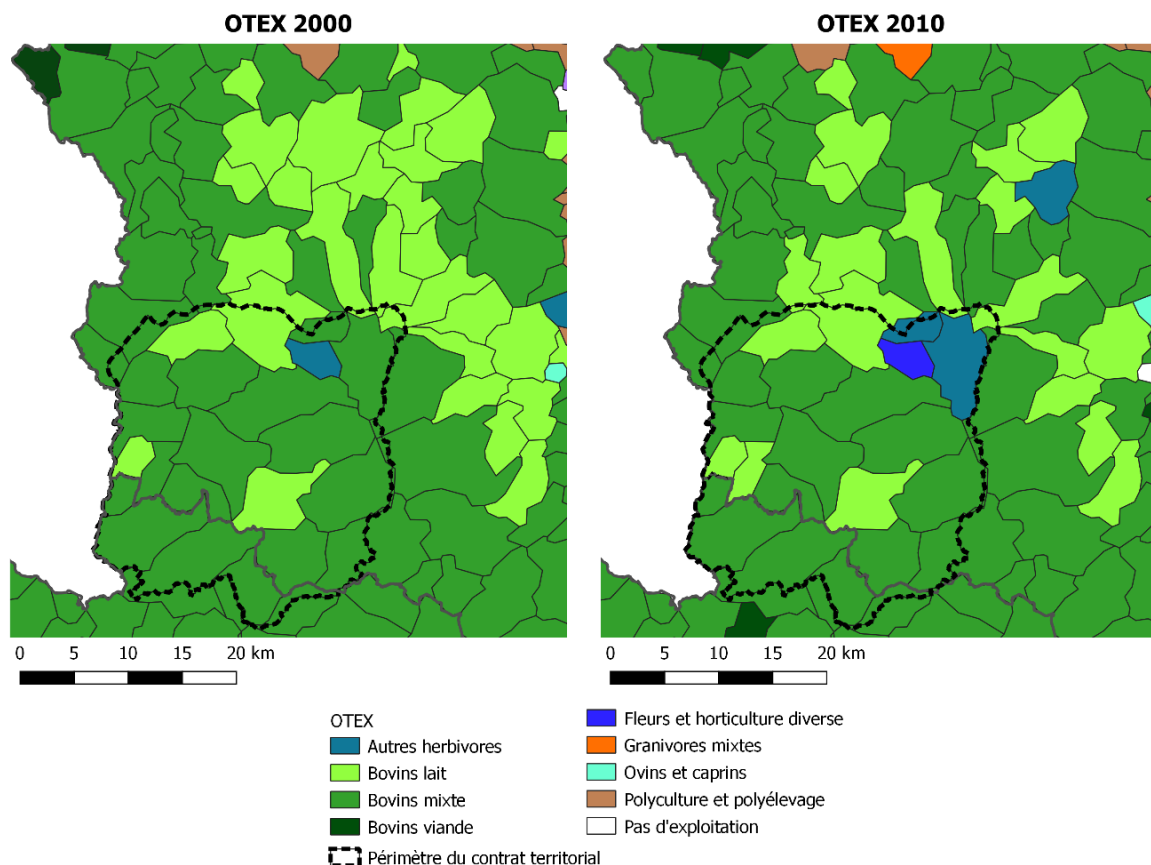 OTEX 2000
OTEX 2010
0 5 10 15 20 km
0 5 10 15 20 km
OTEX
Autres herbivores
Bovins lait
Bovins mixte
Bovins viande
Périmètre du contrat territorial
Fleurs et horticulture diverse
Granivores mixtes
Ovins et caprins
Polyculture et polyélevage
Pas d'exploitation